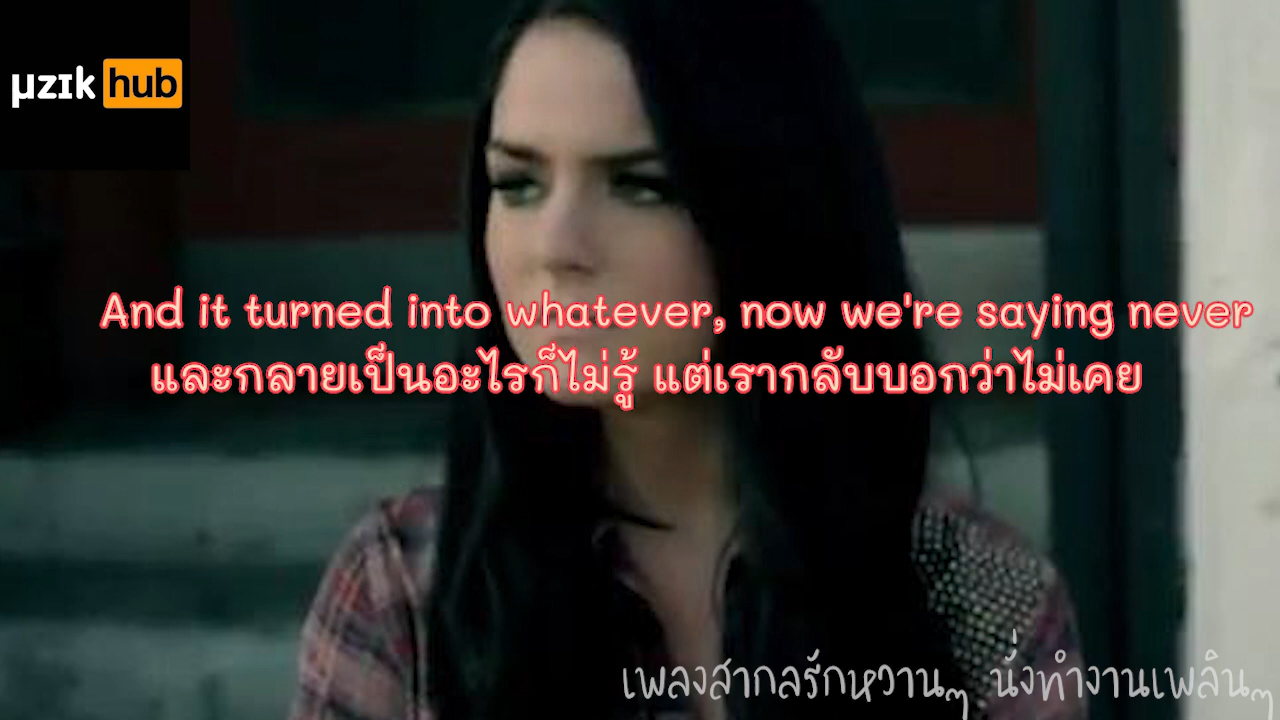 µzɪk hub
And it turned into whatever, now we're saying never
และกลายเป็นอะไรก็ไม่รู้ แต่เรากลับบอกว่าไม่เคย
เพลงสากลรักหวานๆ นั่งทำงานเพลินๆ